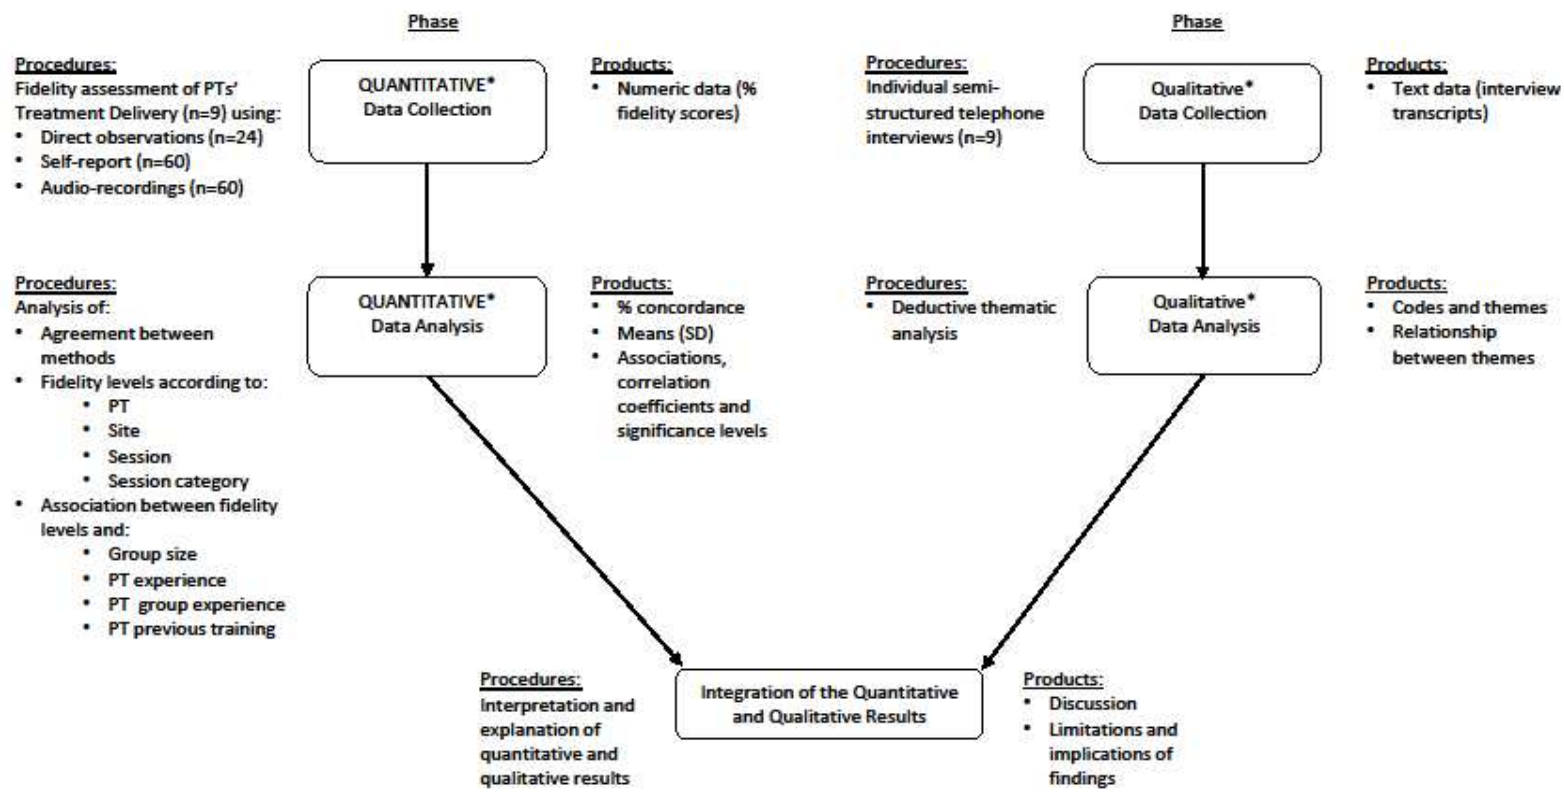 Phase
Procedures:
Fidelity assessment of PTs'
Treatment Delivery (n=9) using:
• Direct observations (n=24)
• Self-report (n=60)
• Audio-recordings (n=60)
QUANTITATIVE*
Data Collection
Products:
• Numeric data (%
fidelity scores)
Procedures:
Analysis of:
• Agreement between
methods
• Fidelity levels according to:
• PT
• Site
• Session
• Session category
• Association between fidelity
levels and:
• Group size
• PT experience
• PT group experience
• PT previous training
QUANTITATIVE*
Data Analysis
Products:
• % concordance
• Means (SD)
• Associations,
correlation
coefficients and
significance levels
Phase
Procedures:
Individual semi-
structured telephone
interviews (n=9)
Qualitative*
Data Collection
Products:
• Text data (interview
transcripts)
Procedures:
• Deductive thematic
analysis
Qualitative*
Data Analysis
Products:
• Codes and themes
• Relationship
between themes
Procedures:
Interpretation and
explanation of
quantitative and
qualitative results
Integration of the Quantitative
and Qualitative Results
Products:
• Discussion
• Limitations and
implications of
findings